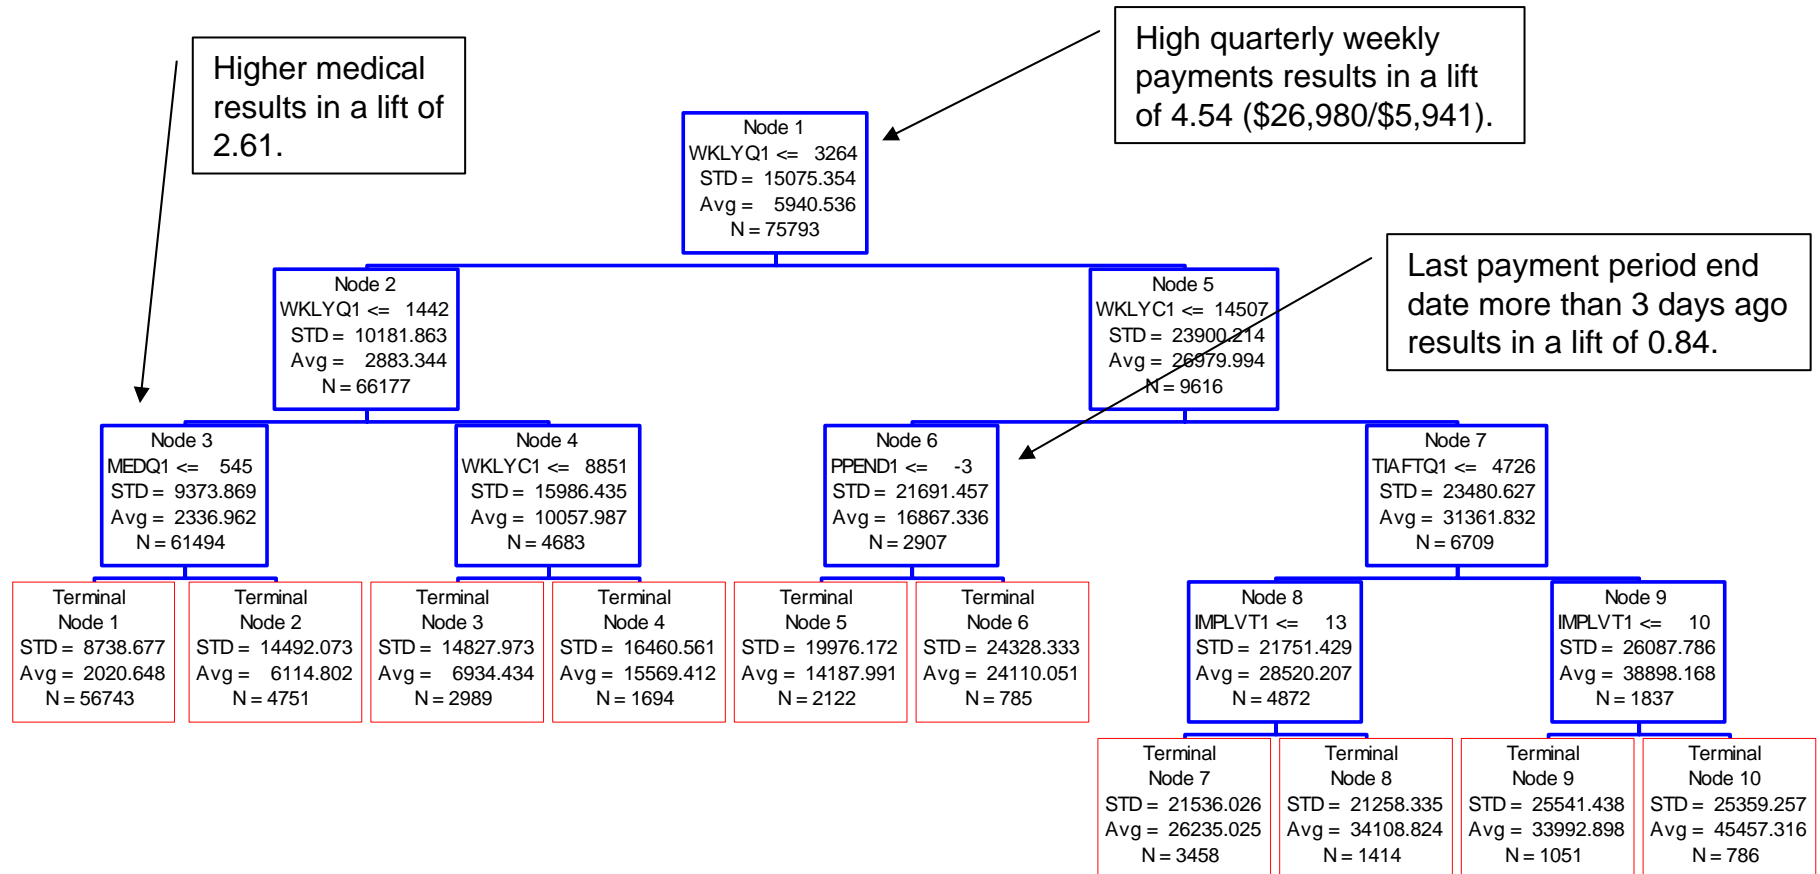 Higher medical
results in a lift of
2.61.
High quarterly weekly
payments results in a lift
of 4.54 ($26,980/$5,941).
Last payment period end
date more than 3 days ago
results in a lift of 0.84.
Node 1
WKLYQ1 <= 3264
STD = 15075.354
Avg = 5940.536
N = 75793
Node 2
WKLYQ1 <= 1442
STD = 10181.863
Avg = 2883.344
N = 66177
Node 5
WKLYC1 <= 14507
STD = 23900.214
Avg = 26979.994
N = 9616
Node 3
MEDQ1 <= 545
STD = 9373.869
Avg = 2336.962
N = 61494
Node 4
WKLYC1 <= 8851
STD = 15986.435
Avg = 10057.987
N = 4683
Node 6
PPEND1 <= -3
STD = 21691.457
Avg = 16867.336
N = 2907
Node 7
TIAFTQ1 <= 4726
STD = 23480.627
Avg = 31361.832
N = 6709
Terminal
Node 1
STD = 8738.677
Avg = 2020.648
N = 56743
Terminal
Node 2
STD = 14492.073
Avg = 6114.802
N = 4751
Terminal
Node 3
STD = 14827.973
Avg = 6934.434
N = 2989
Terminal
Node 4
STD = 16460.561
Avg = 15569.412
N = 1694
Terminal
Node 5
STD = 19976.172
Avg = 14187.991
N = 2122
Terminal
Node 6
STD = 24328.333
Avg = 24110.051
N = 785
Node 8
IMPLVT1 <= 13
STD = 21751.429
Avg = 28520.207
N = 4872
Node 9
IMPLVT1 <= 10
STD = 26087.786
Avg = 38898.168
N = 1837
Terminal
Node 7
STD = 21536.026
Avg = 26235.025
N = 3458
Terminal
Node 8
STD = 21258.335
Avg = 34108.824
N = 1414
Terminal
Node 9
STD = 25541.438
Avg = 33992.898
N = 1051
Terminal
Node 10
STD = 25359.257
Avg = 45457.316
N = 786